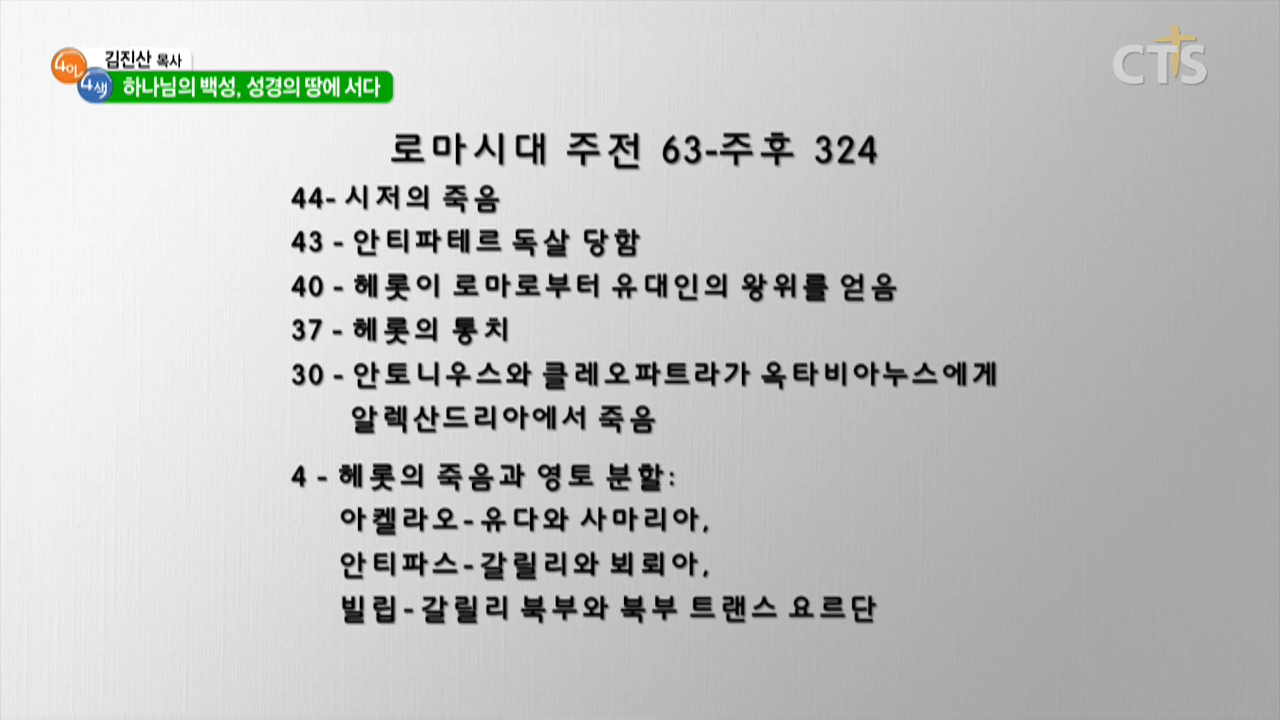 4인
4색
김진산 목사
하나님의 백성, 성경의 땅에 서다
CTS
로마시대 주전 63-주후 324
44- 시저의 죽음
43 - 안티파테르 독살 당함
40 - 헤롯이 로마로부터 유대인의 왕위를 얻음
37 - 헤롯의 통치
30 - 안토니우스와 클레오파트라가 옥타비아누스에게
알렉산드리아에서 죽음
4 - 헤롯의 죽음과 영토 분할:
아켈라오-유다와 사마리아,
안티파스-갈릴리와 뵈뢰아,
빌립-갈릴리 북부와 북부 트랜스 요르단